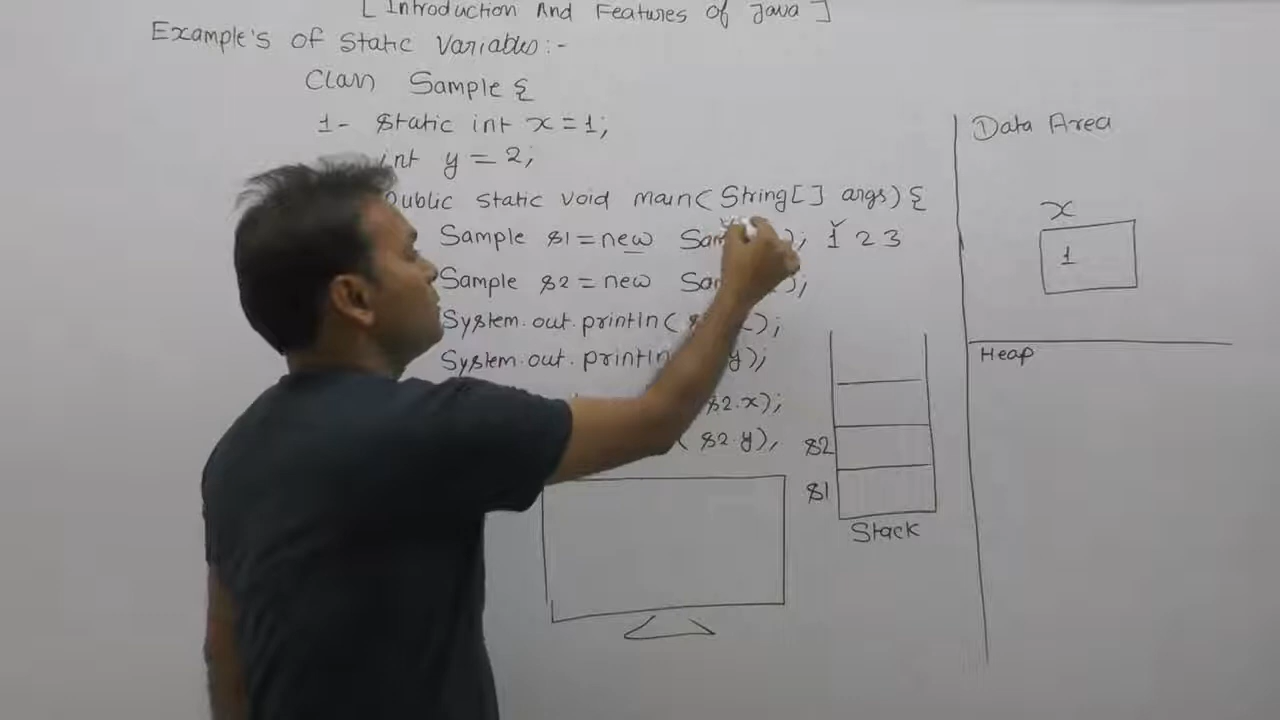 [ Introduction And Features Of Java ]
Example's Of Static Variables:-
Class Sample {
1- Static int x = 1;
int y = 2;
public static void main( String[] args) {
Sample s1 = new ); 1 2 3
Sample s2 = new );
System.out.println( );
System.out.println y);
s2.x);
( s2.y),
s2
s1
Stack
Data Area
x
1
Heap